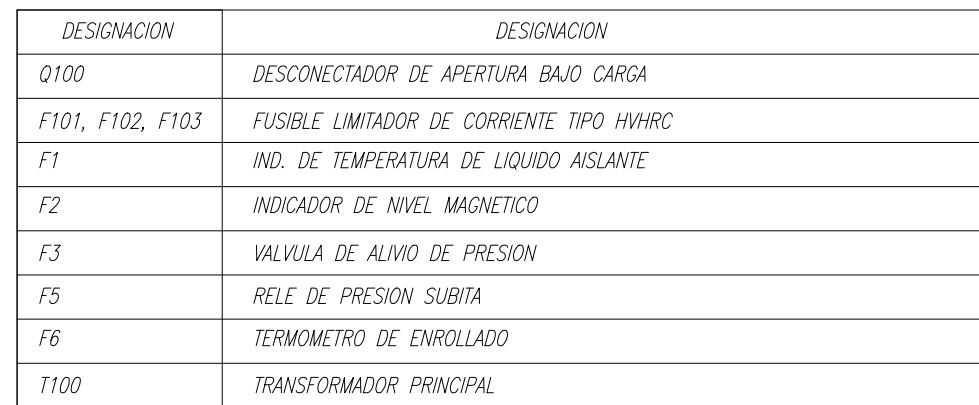 DESIGNACION DESIGNACION
Q100 DESCONECTADOR DE APERTURA BAJO CARGA
F101, F102, F103 FUSIBLE LIMITADOR DE CORRIENTE TIPO HVHRC
F1 IND. DE TEMPERATURA DE LIQUIDO AISLANTE
F2 INDICADOR DE NIVEL MAGNETICO
F3 VALVULA DE ALIVIO DE PRESION
F5 RELE DE PRESION SUBITA
F6 TERMOMETRO DE ENROLLADO
T100 TRANSFORMADOR PRINCIPAL